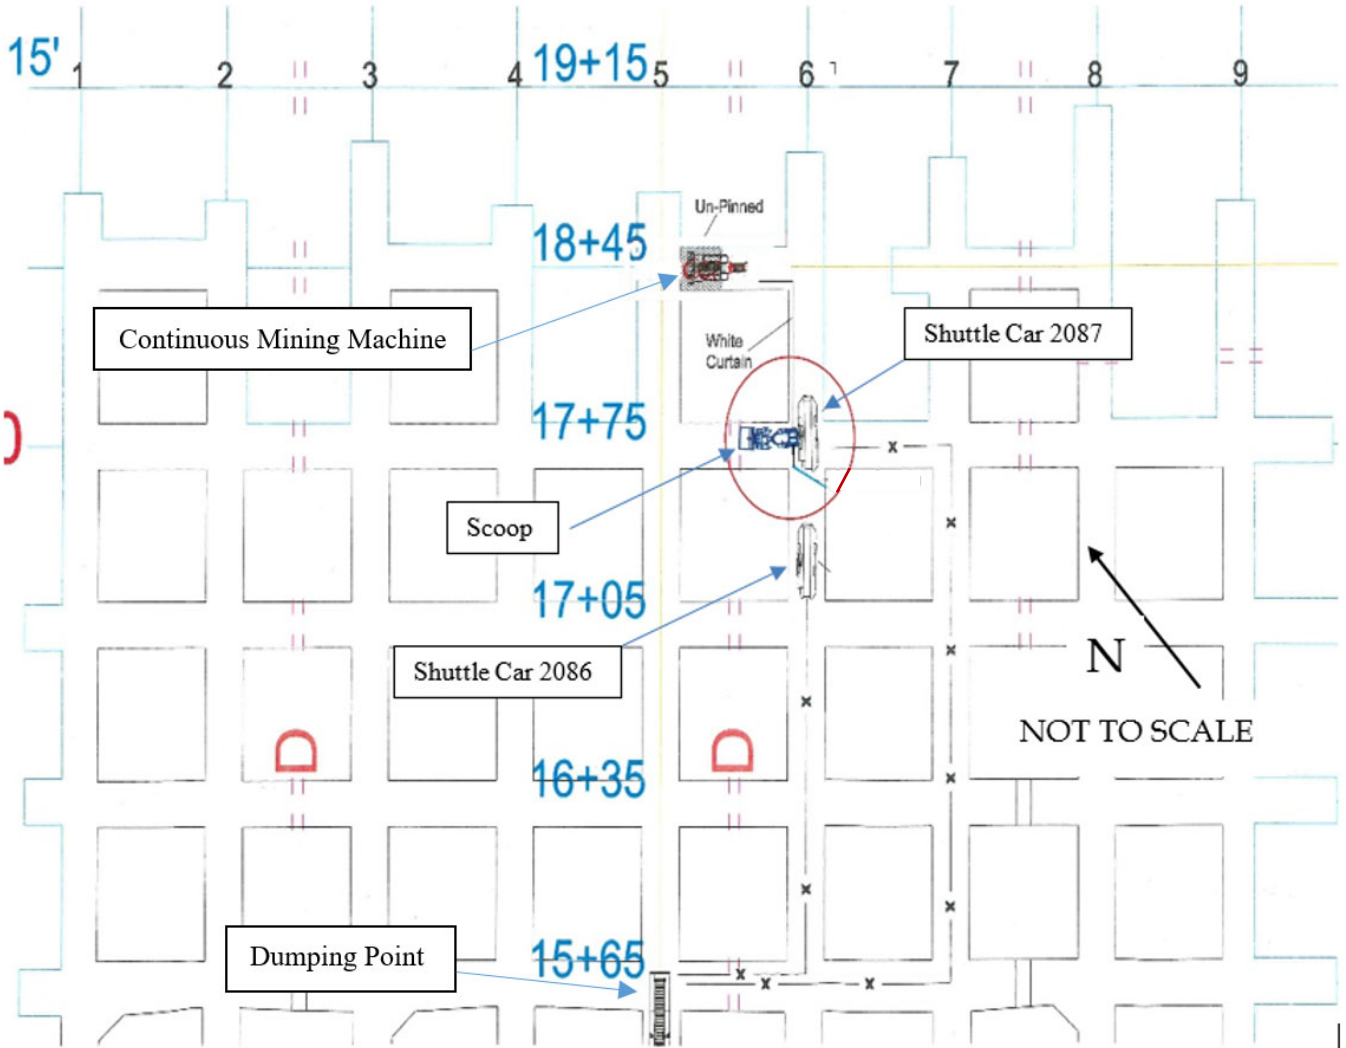 15'
1 2 3 4 19+15 5 6 7 8 9
Un-Pinned
18+45
Continuous Mining Machine
White
Curtain
Shuttle Car 2087
17+75
x
Scoop
x
17+05
Shuttle Car 2086
x
N
x
NOT TO SCALE
D
D
16+35
x
x
x
Dumping Point
15+65
x
x
x